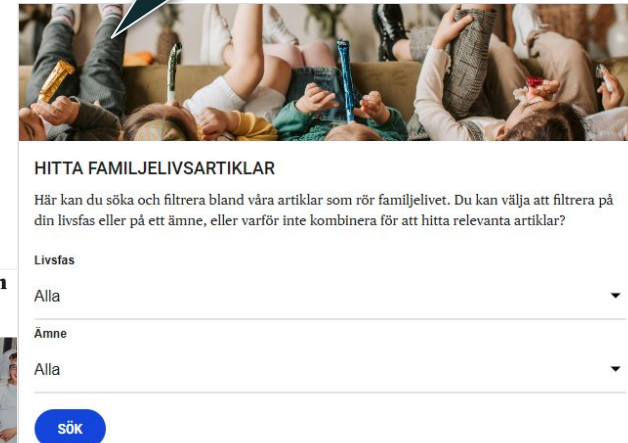 HITTA FAMILJELIVSARTIKLAR
Här kan du söka och filtrera bland våra artiklar som rör familjelivet. Du kan välja att filtrera på
din livsfas eller på ett ämne, eller varför inte kombinera för att hitta relevanta artiklar?
Livsfas
Alla
Ämne
Alla
SÖK